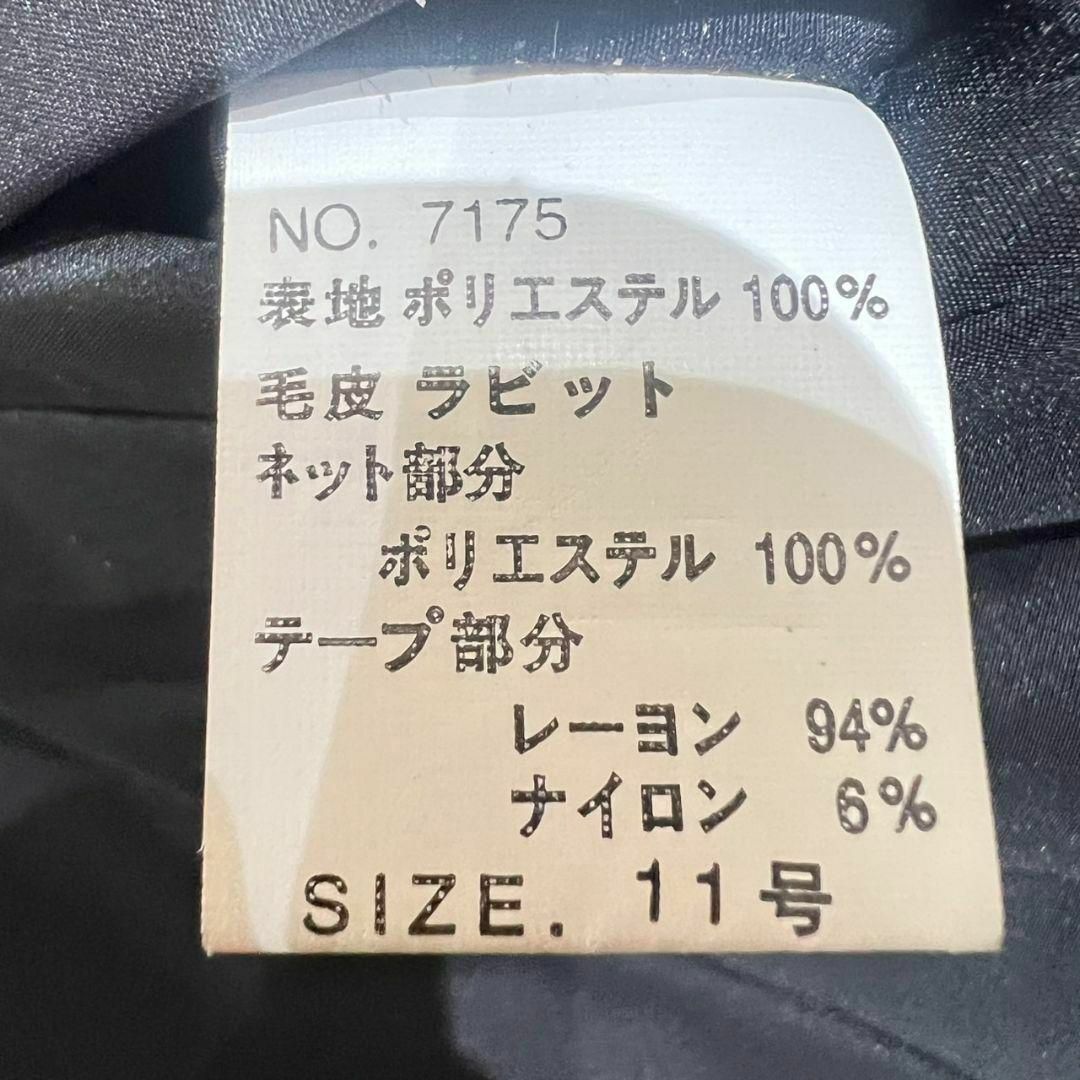 NO. 7175
表地 ポリエステル 100%
毛皮 ラビット
ネット部分
ポリエステル 100%
テープ部分
レーヨン 94%
ナイロン 6%
SIZE. 11号